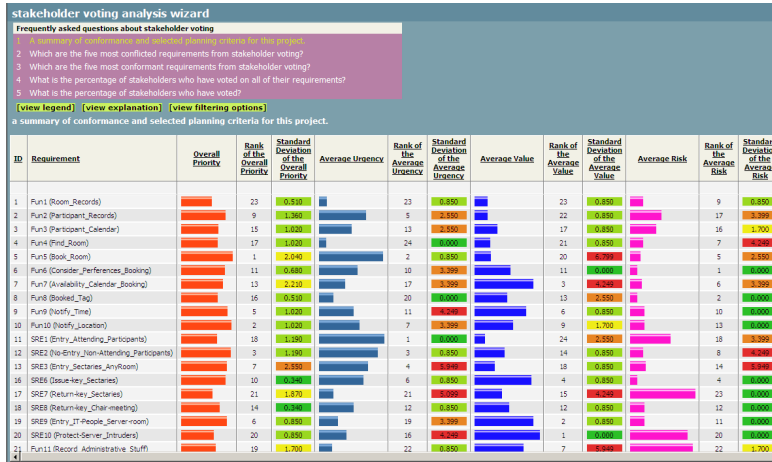 stakeholder voting analysis wizard
Frequently asked questions about stakeholder voting
1 A summary of conformance and selected planning criteria for this project.
2 Which are the five most conflicted requirements from stakeholder voting?
3 Which are the five most conformant requirements from stakeholder voting?
4 What is the percentage of stakeholders who have voted on all of their requirements?
5 What is the percentage of stakeholders who have voted?
[view legend] [view explanation] [view filtering options]
a summary of conformance and selected planning criteria for this project.
ID Requirement Overall Priority Rank of the Overall Priority Standard Deviation of the Overall Priority Average Urgency Rank of the Average Urgency Standard Deviation of the Average Urgency Average Value Rank of the Average Value Standard Deviation of the Average Value Average Risk Rank of the Average Risk Standard Deviation of the Average Risk
1 Fun1 (Room_Records) 23 0.510 23 0.850 23 0.850 9 0.850
2 Fun2 (Participant_Records) 9 1.360 5 2.550 22 0.850 17 3.399
3 Fun3 (Participant_Calendar) 15 1.020 13 2.550 17 0.850 16 1.700
4 Fun4 (Find_Room) 17 1.020 24 0.000 21 0.850 7 4.249
5 Fun5 (Book_Room) 1 2.040 2 0.850 20 6.799 5 2.550
6 Fun6 (Consider_Perferences_Booking) 11 0.680 10 3.399 11 0.000 1 0.000
7 Fun7 (Availability_Calendar_Booking) 13 2.210 17 3.399 3 4.249 6 3.399
8 Fun8 (Booked_Tag) 16 0.510 20 0.000 13 2.550 2 0.000
9 Fun9 (Notify_Time) 5 1.020 11 4.249 6 0.850 10 0.000
10 Fun10 (Notify_Location) 2 1.020 7 3.399 9 1.700 13 0.000
11 SRE1 (Entry_Attending_Participants) 18 1.190 1 0.000 24 2.550 18 3.399
12 SRE2 (No-Entry_Non-Attending_Participants) 3 1.190 3 0.850 14 0.850 8 4.249
13 SRE3 (Entry_Sectaries_AnyRoom) 7 2.550 4 5.949 18 0.850 14 5.949
16 SRE6 (Issue-key_Sectaries) 10 0.340 6 0.850 4 0.850 4 0.000
17 SRE7 (Return-key_Sectaries) 21 1.870 21 5.099 15 4.249 23 0.000
18 SRE8 (Return-key_Chair-meeting) 14 0.340 12 0.850 12 0.850 12 0.000
19 SRE9 (Entry_IT-People_Server-room) 6 0.850 9 0.850 2 0.850 11 0.000
20 SRE10 (Protect-Server_Intruders) 20 0.850 16 4.249 1 0.000 20 0.000
21 Fun11 (Record Administrative Stuff) 19 1.700 22 0.850 7 5.949 22 1.700